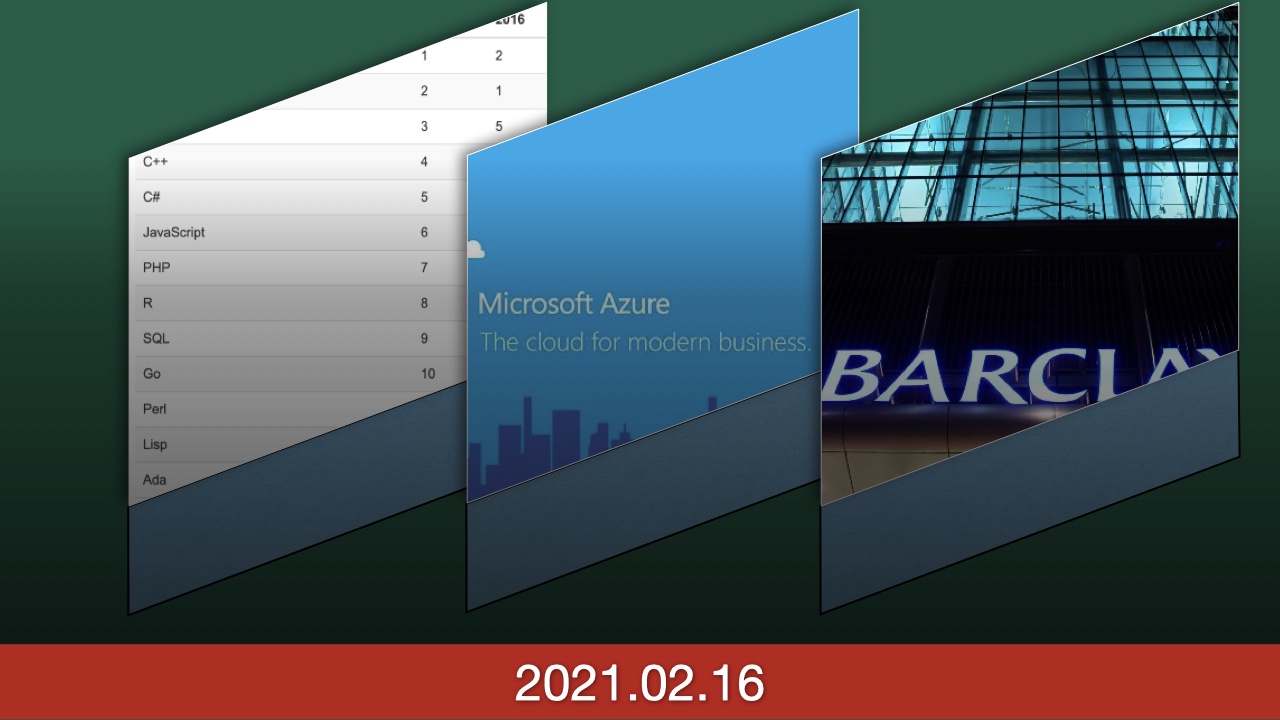 2016
1 2
2 1
3 5
C++ 4
C# 5
JavaScript 6
PHP 7
R 8
SQL 9
Go 10
Perl
Lisp
Ada
Microsoft Azure
The cloud for modern business.
BARCLAY
2021.02.16